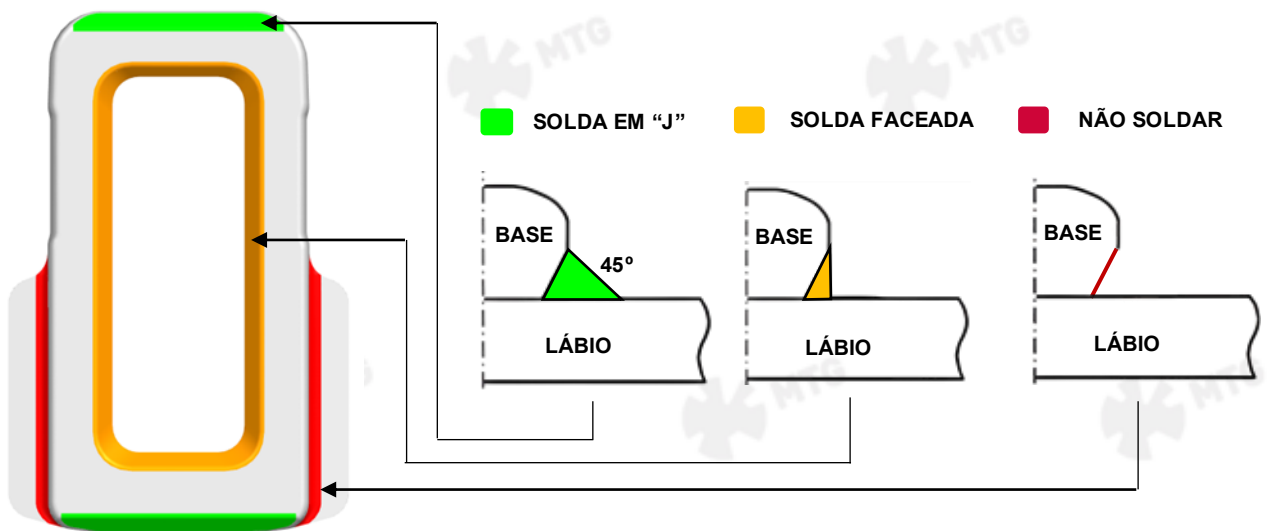 MTG
MTG
SOLDA EM “J”
SOLDA FACEADA
NÃO SOLDAR
BASE
45º
LÁBIO
BASE
LÁBIO
BASE
LÁBIO
MTG
MTG